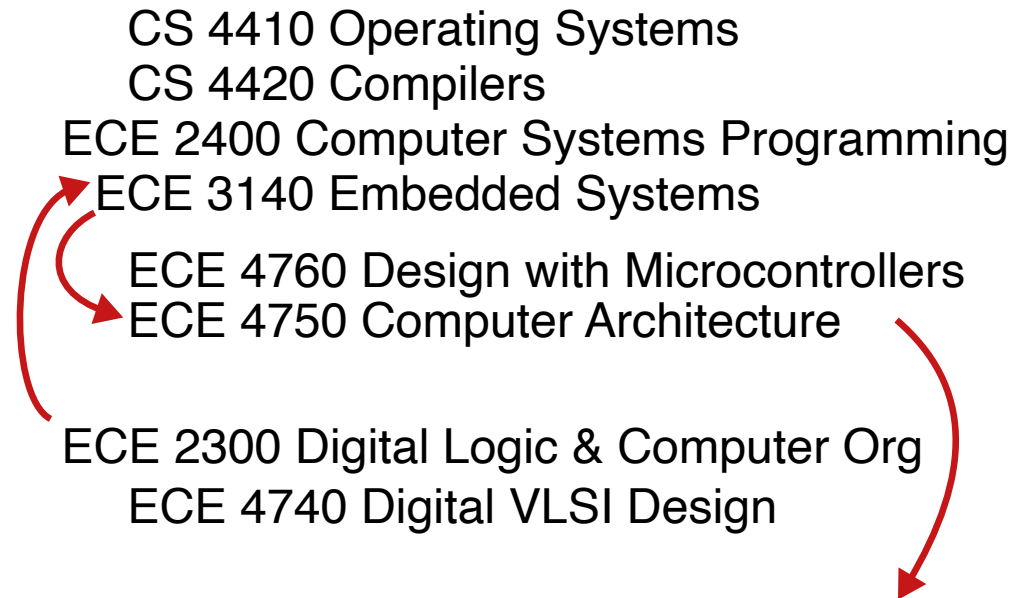 CS 4410 Operating Systems
CS 4420 Compilers
ECE 2400 Computer Systems Programming
ECE 3140 Embedded Systems
ECE 4760 Design with Microcontrollers
ECE 4750 Computer Architecture
ECE 2300 Digital Logic & Computer Org
ECE 4740 Digital VLSI Design